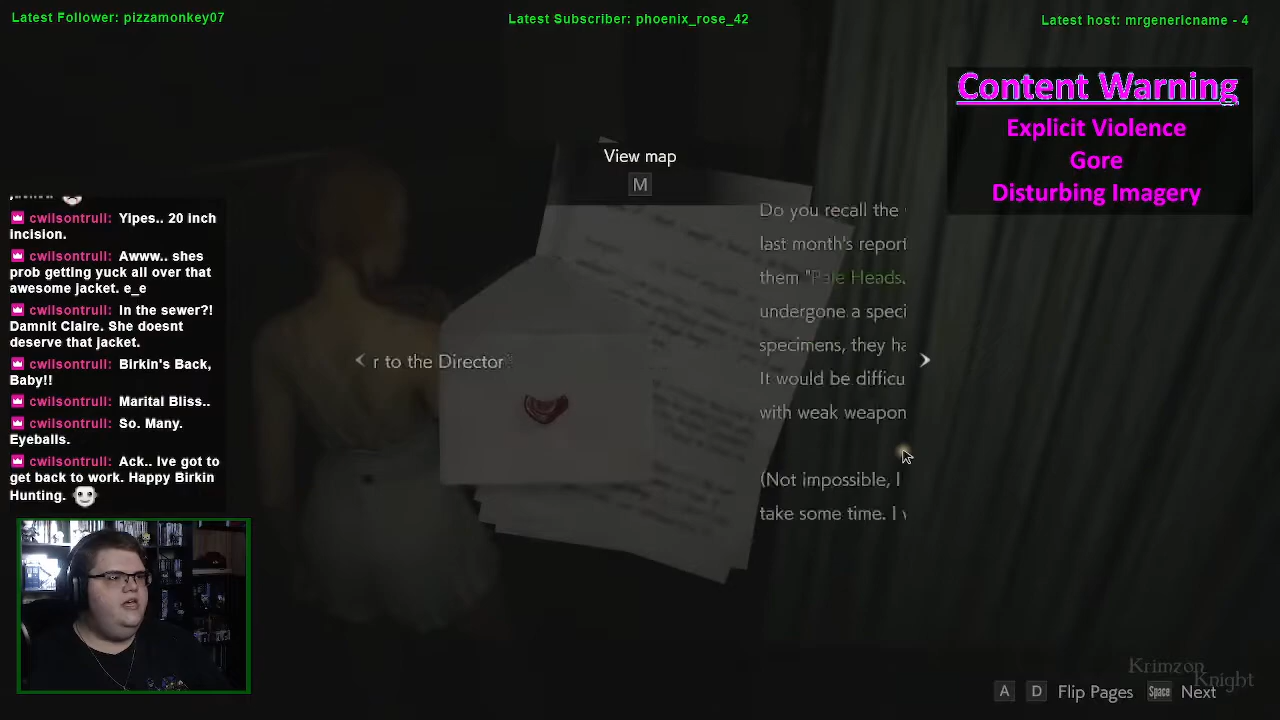 Latest Follower: pizzamonkey07
Latest Subscriber: phoenix_rose_42
Latest host: mrgenericname - 4
Content Warning
Explicit Violence
Gore
Disturbing Imagery
View map
M
cwilsontrull: Yipes.. 20 inch
incision.
cwilsontrull: Awww.. shes
prob getting yuck all over that
awesome jacket. e_e
cwilsontrull: In the sewer?!
Damnit Claire. She doesnt
deserve that jacket.
cwilsontrull: Birkin's Back,
Baby!!
cwilsontrull: Marital Bliss..
cwilsontrull: So. Many.
Eyeballs.
cwilsontrull: Ack.. Ive got to
get back to work. Happy Birkin
Hunting.
r to the Director
Do you recall the
last month's report
them "Pale Heads.
undergone a speci
specimens, they ha
It would be difficu
with weak weapon
(Not impossible, I
take some time. I
Krimzon
Knight
A D Flip Pages Space Next